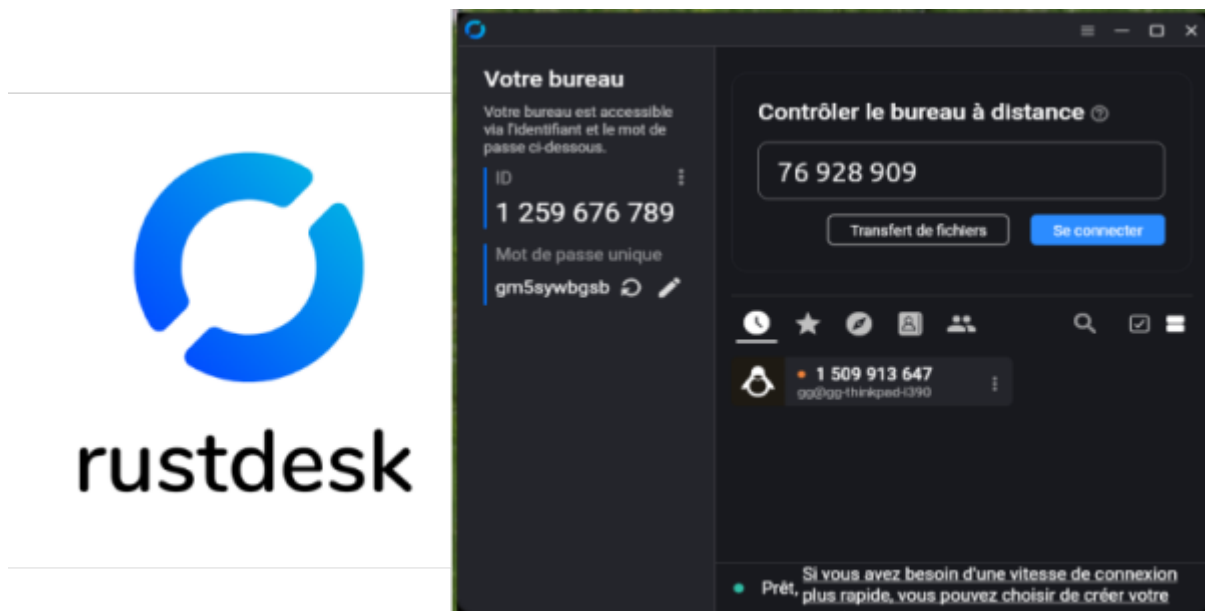 rustdesk
Votre bureau
Votre bureau est accessible
via l'identifiant et le mot de
passe ci-dessous.
ID
1 259 676 789
Mot de passe unique
gm5sywbgsb
Contrôler le bureau à distance
76 928 909
Transfert de fichiers
Se connecter
1 509 913 647
gg@gg-thinkpad-l390
Prêt, Si vous avez besoin d'une vitesse de connexion
plus rapide, vous pouvez choisir de créer votre